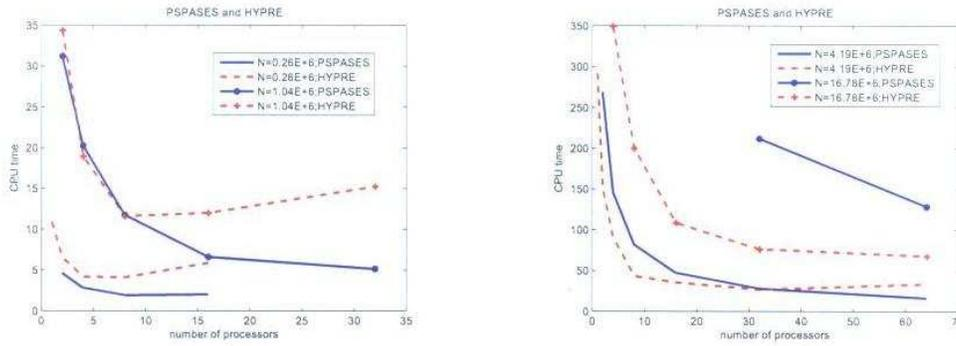 PSPASES and HYPRE
35
30
25
20
15
10
5
0
CPU time
N=0.26E+6;PSPASES
N=0.26E+6;HYPRE
N=1.04E+6;PSPASES
N=1.04E+6;HYPRE
0 5 10 15 20 25 30 35
number of processors
PSPASES and HYPRE
350
300
250
200
150
100
50
0
CPU time
N=4.19E+6;PSPASES
N=4.19E+6;HYPRE
N=16.78E+6;PSPASES
N=16.78E+6;HYPRE
0 10 20 30 40 50 60 70
number of processors